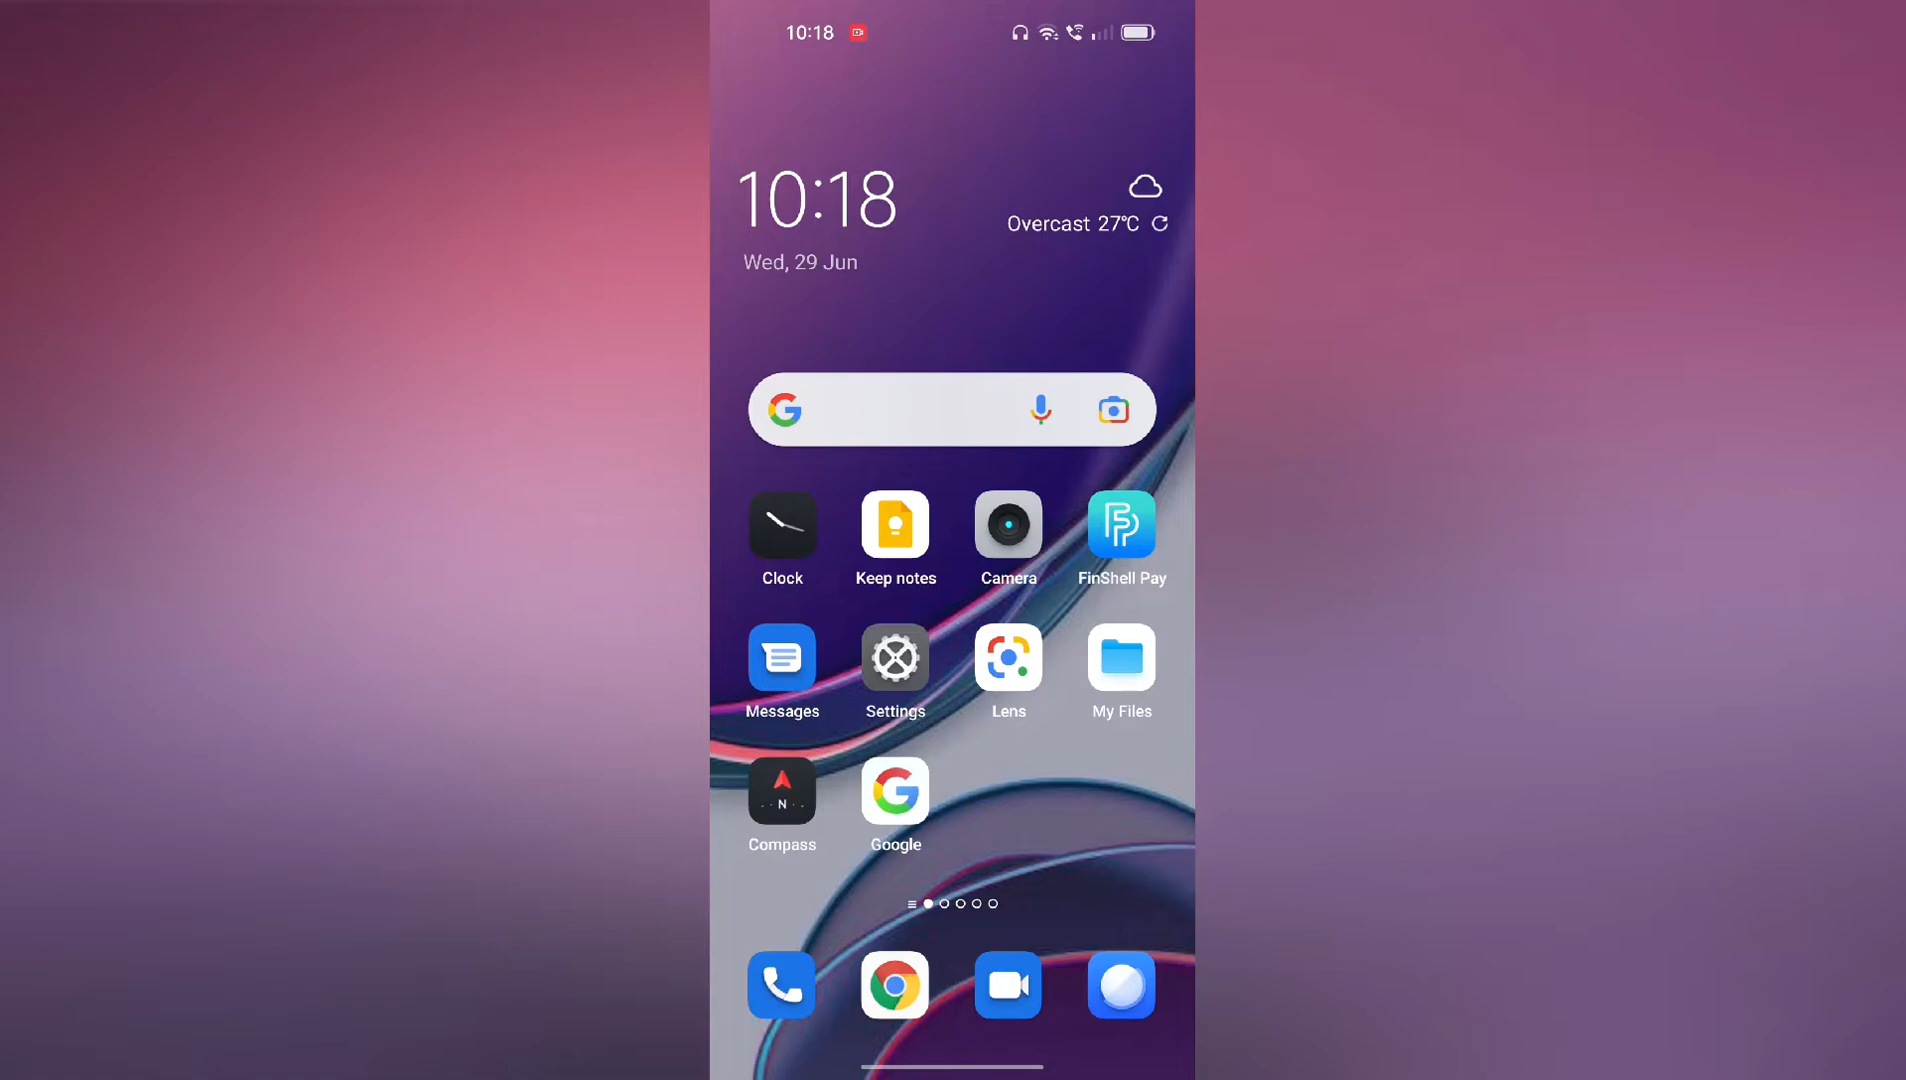 10:18
10:18
Overcast 27°C
Wed, 29 Jun
Clock
Keep notes
Camera
FinShell Pay
Messages
Settings
Lens
My Files
N
Compass
Google